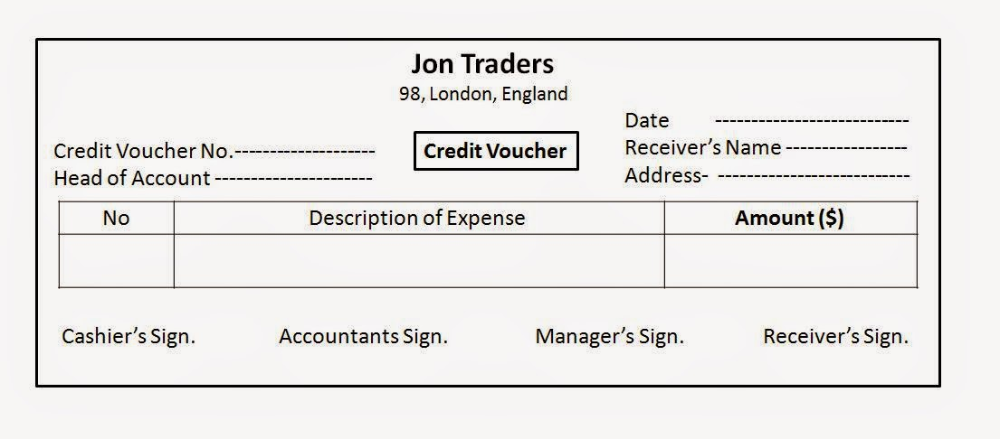 Jon Traders
98, London, England
Date ---------------------------
Credit Voucher No.--------------------
Credit Voucher
Receiver's Name -----------------
Head of Account ----------------------
Address- ---------------------------
No Description of Expense Amount ($)
Cashier's Sign. Accountants Sign. Manager's Sign. Receiver's Sign.